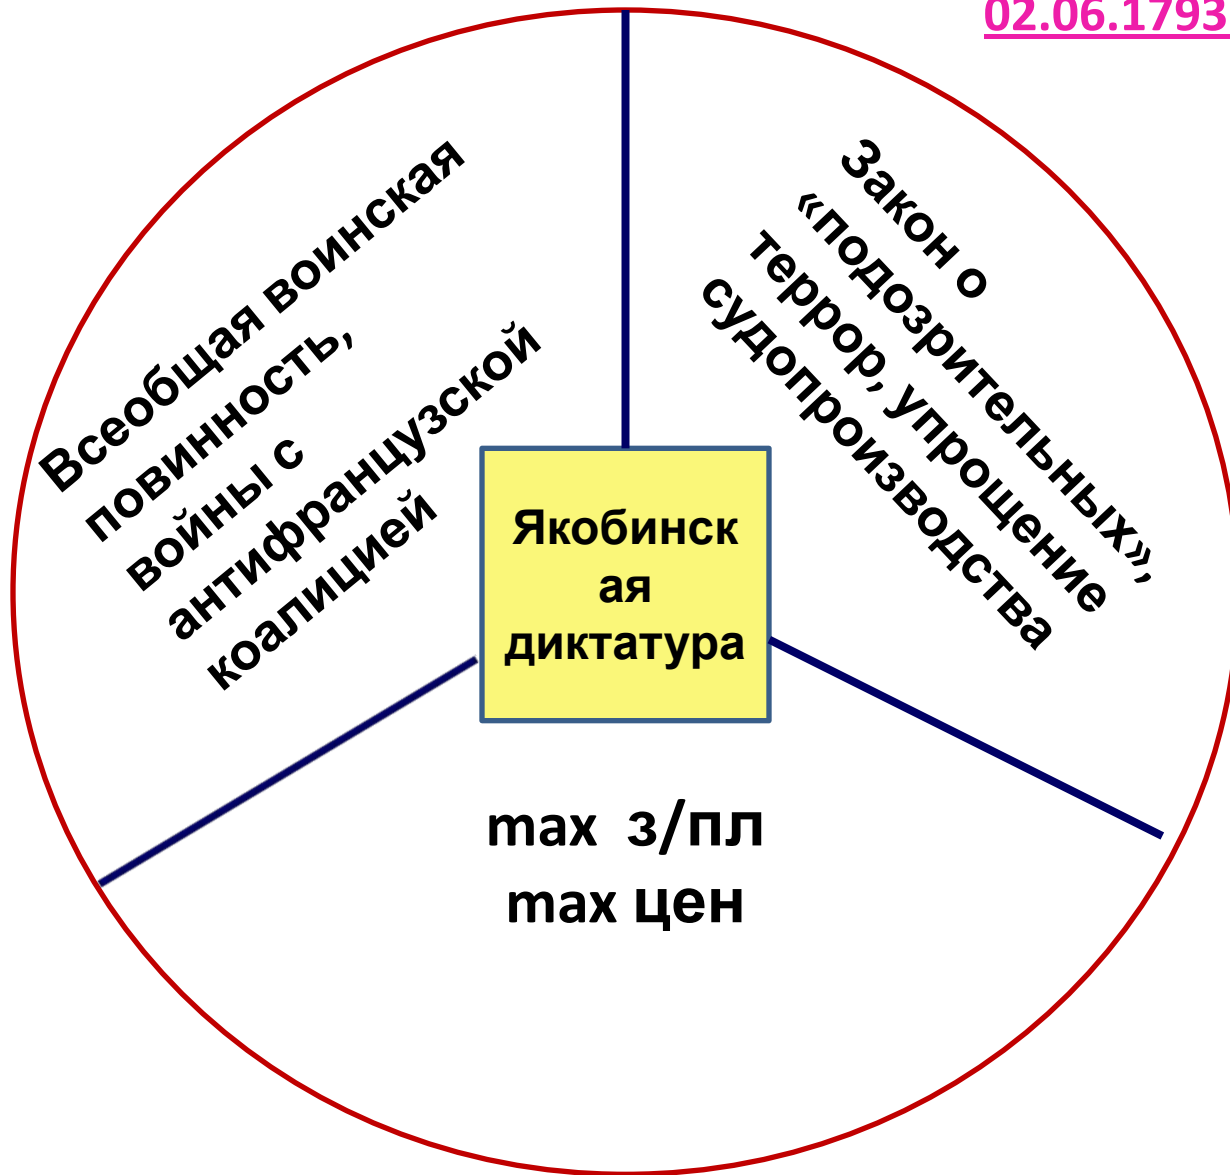 02.06.1793
Всеобщая воинская
повинность,
войны с
антифранцузской
коалицией
Закон о
«подозрительных»,
террор, упрощение
судопроизводства
Якобинск
ая
диктатура
max з/пл
max цен